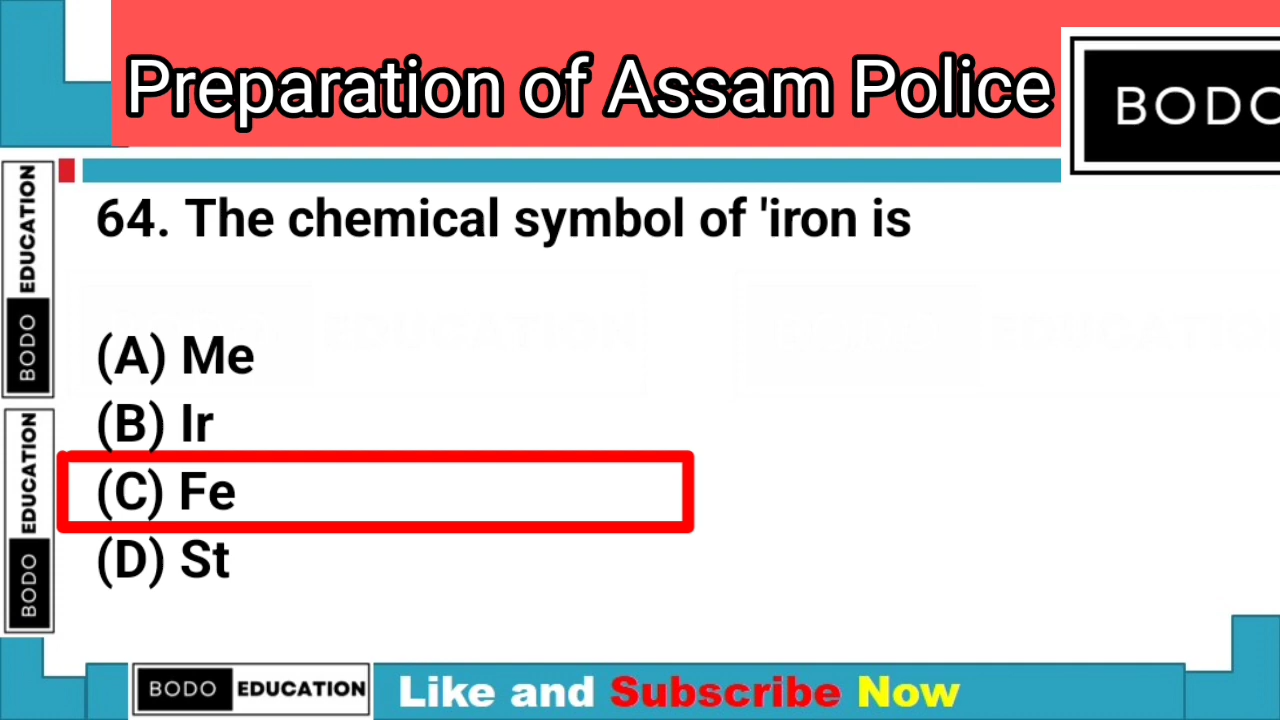 Preparation of Assam Police
BODO
EDUCATION
BODO
64. The chemical symbol of 'iron is
(A) Me
(B) Ir
(C) Fe
(D) St
EDUCATION
BODO
BODO EDUCATION
Like and Subscribe Now